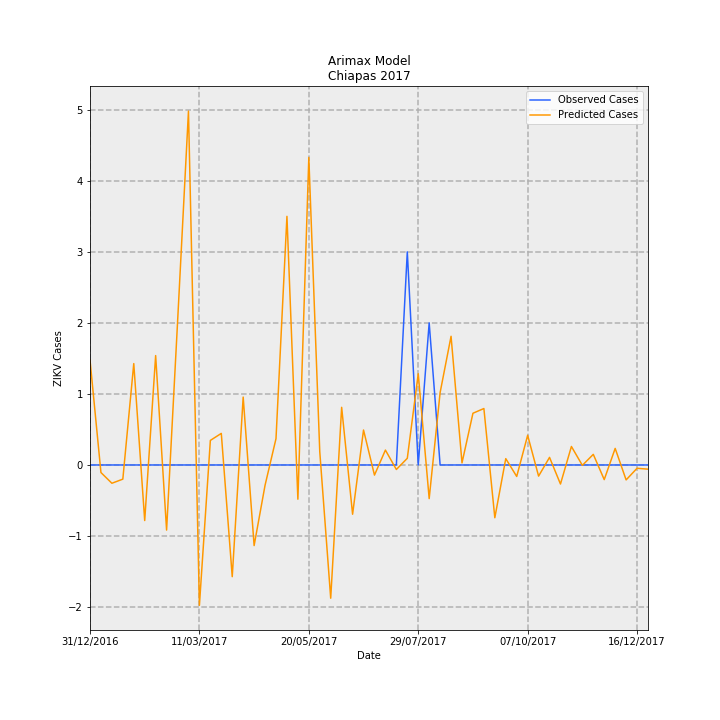 Arimax Model
Chiapas 2017
Observed Cases
Predicted Cases
5
4
3
2
1
0
−1
−2
ZIKV Cases
31/12/2016 11/03/2017 20/05/2017 29/07/2017 07/10/2017 16/12/2017
Date